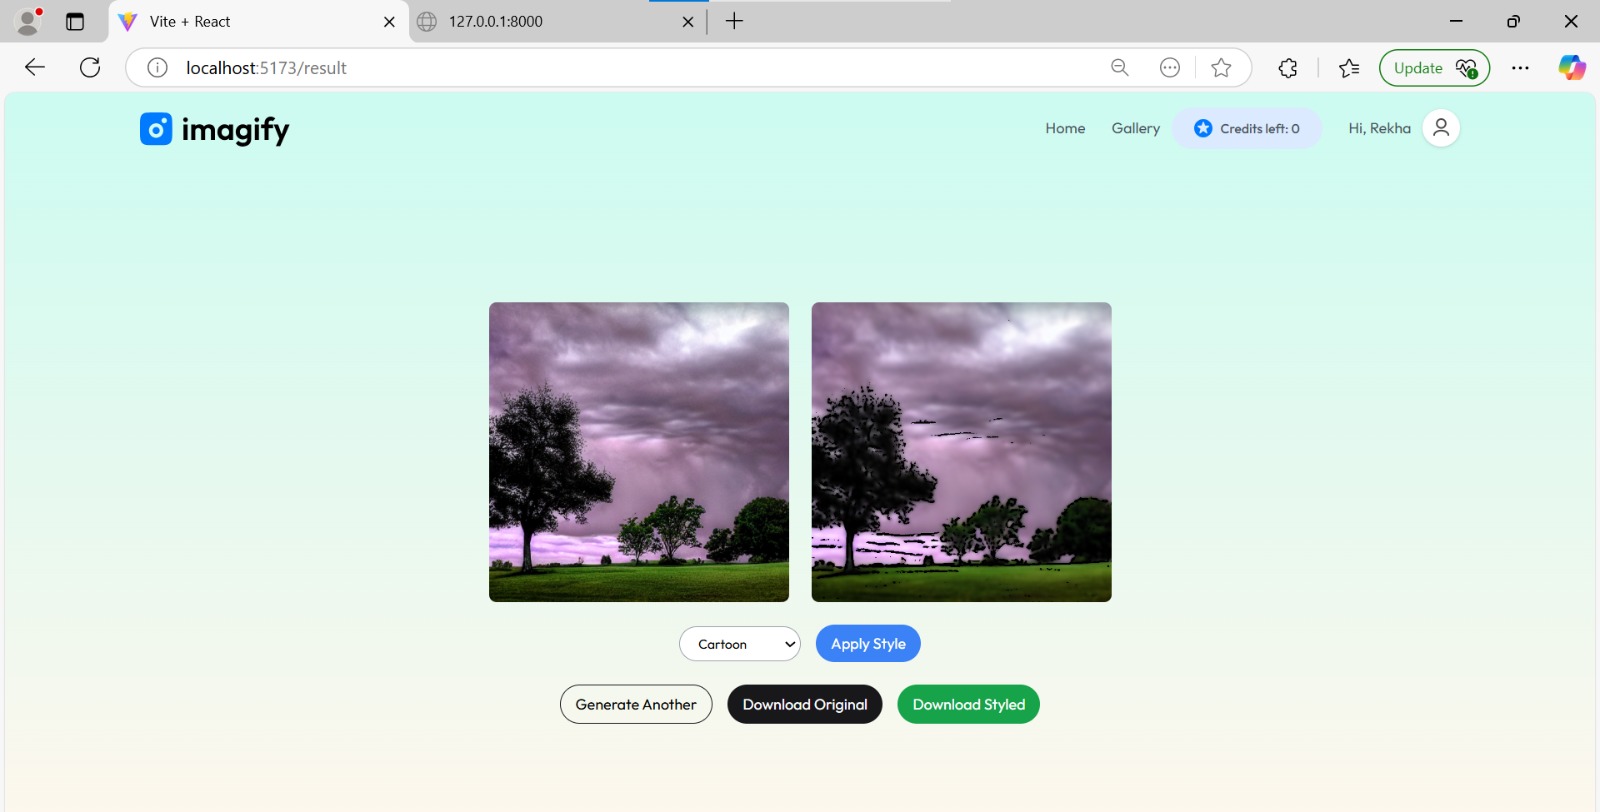 Vite + React
127.0.0.1:8000
localhost:5173/result
Update
imagify
Home
Gallery
Credits left: 0
Hi, Rekha
Cartoon
Apply Style
Generate Another
Download Original
Download Styled